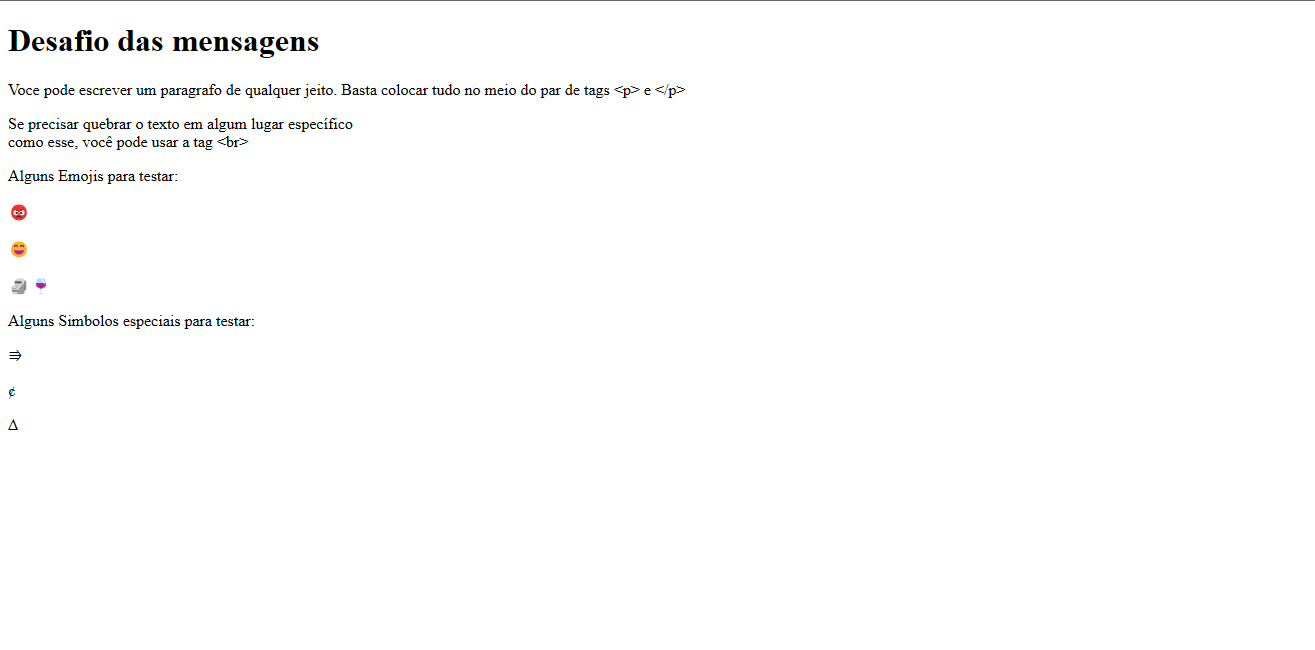 Desafio das mensagens
Voce pode escrever um paragrafo de qualquer jeito. Basta colocar tudo no meio do par de tags <p> e </p>
Se precisar quebrar o texto em algum lugar específico
como esse, você pode usar a tag <br>
Alguns Emojis para testar:
😡
😄
🗿🍷
Alguns Simbolos especiais para testar:
⭆
¢
Δ